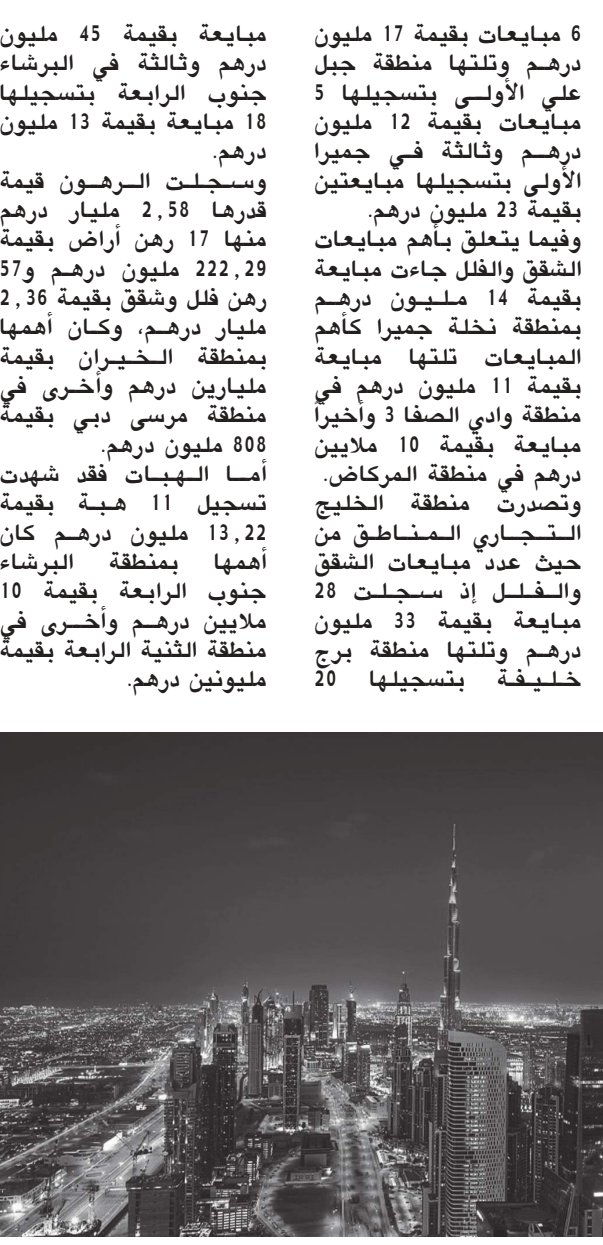 6 مبايعات بقيمة 17 مليون
درهم وتلتها منطقة جبل
علي الأولى بتسجيلها 5
مبايعات بقيمة 12 مليون
درهم وثالثة في جميرا
الأولى بتسجيلها مبايعتين
بقيمة 23 مليون درهم.
وفيما يتعلق بأهم مبايعات
الشقق والفلل جاءت مبايعة
بقيمة 14 مليون درهم
بمنطقة نخلة جميرا كأهم
المبايعات تلتها مبايعة
بقيمة 11 مليون درهم في
منطقة وادي الصفا 3 وأخيراً
مبايعة بقيمة 10 ملايين
درهم في منطقة المركاض.
وتصدرت منطقة الخليج
التجاري المناطق من
حيث عدد مبايعات الشقق
والفلل إذ سجلت 28
مبايعة بقيمة 33 مليون
درهم وتلتها منطقة برج
خليفة بتسجيلها 20
مبايعة بقيمة 45 مليون
درهم وثالثة في البرشاء
جنوب الرابعة بتسجيلها
18 مبايعة بقيمة 13 مليون
درهم.
وسجلت الرهون قيمة
قدرها 2,58 مليار درهم
منها 17 رهن أراض بقيمة
222,29 مليون درهم و57
رهن فلل وشقق بقيمة 2,36
مليار درهم، وكان أهمها
بمنطقة الخيران بقيمة
مليارين درهم وأخرى في
منطقة مرسى دبي بقيمة
808 مليون درهم.
أما الهبات فقد شهدت
تسجيل 11 هبة بقيمة
13,22 مليون درهم كان
أهمها بمنطقة البرشاء
جنوب الرابعة بقيمة 10
ملايين درهم وأخرى في
منطقة الثنية الرابعة بقيمة
مليونين درهم.